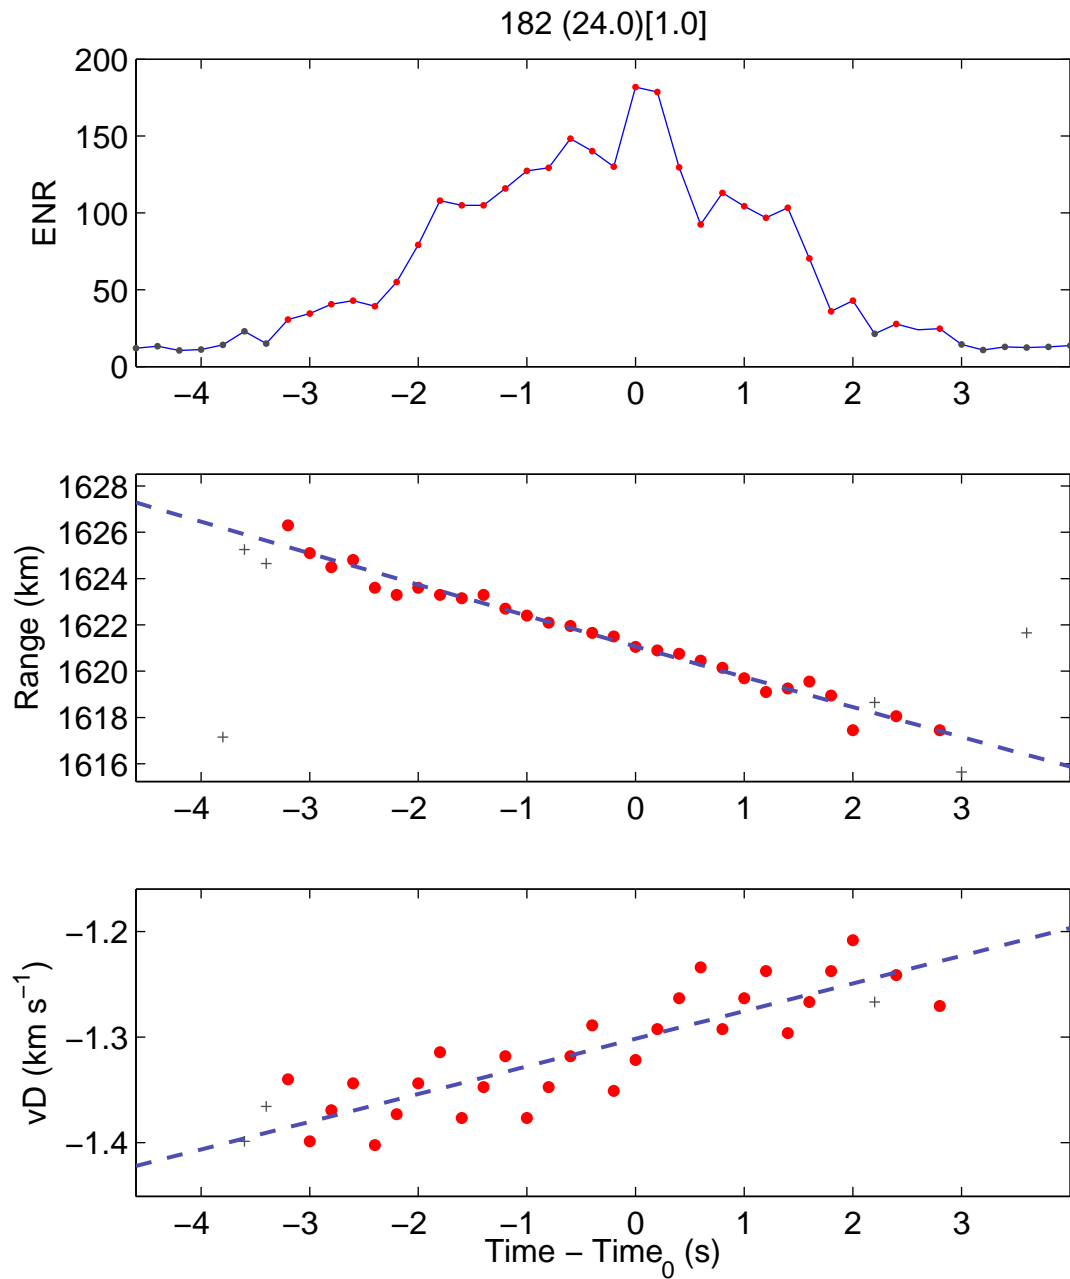 182 (24.0)[1.0]
200
150
100
50
0
ENR
−4 −3 −2 −1 0 1 2 3
1628
1626
1624
1622
1620
1618
1616
Range (km)
−4 −3 −2 −1 0 1 2 3
−1.2
−1.3
−1.4
vD (km s⁻¹)
−4 −3 −2 −1 0 1 2 3
Time − Time₀ (s)